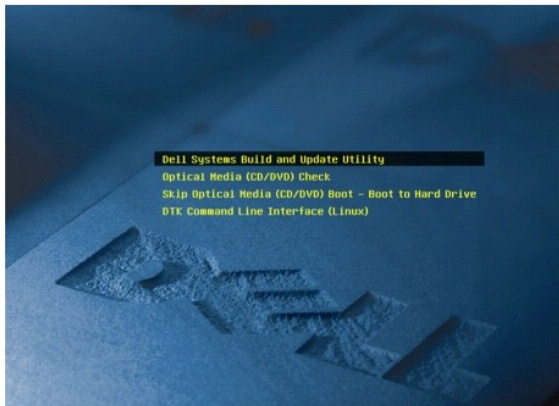 Dell Systems Build and Update Utility
Optical Media (CD/DVD) Check
Skip Optical Media (CD/DVD) Boot - Boot to Hard Drive
DTK Command Line Interface (Linux)
DELL